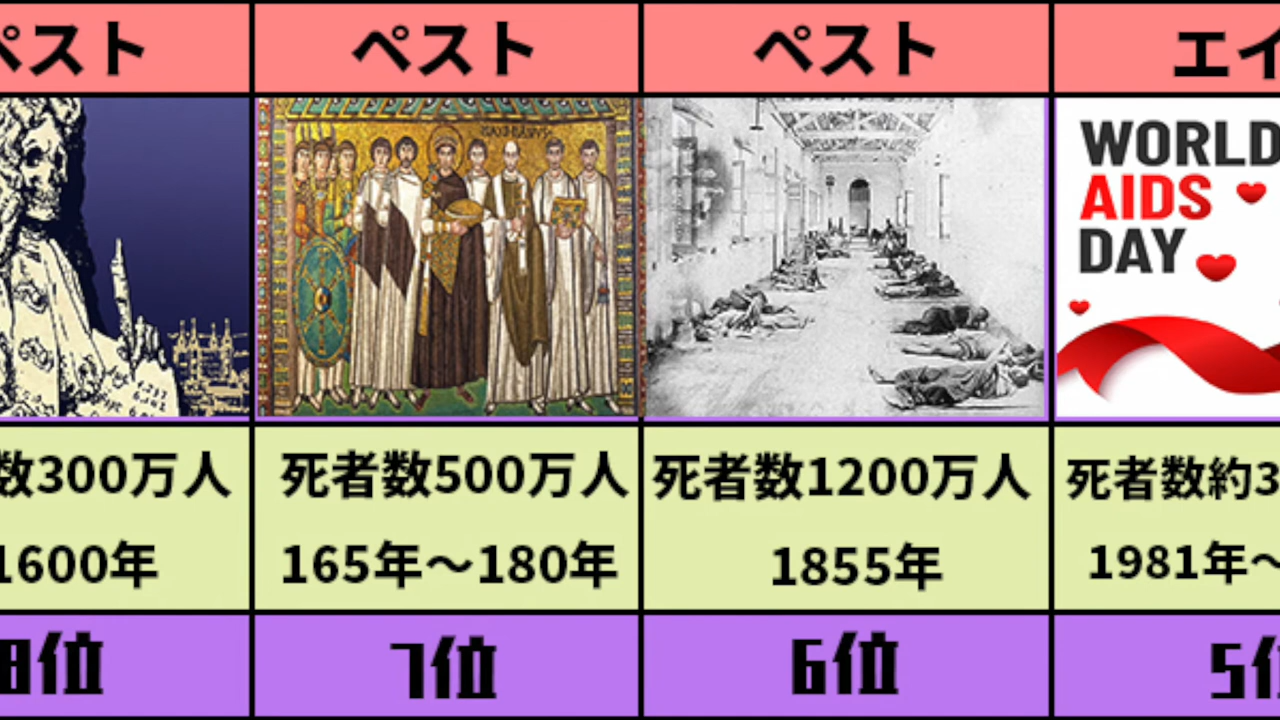 ペスト
ペスト
ペスト
エイ
MAXIMIANVS
WORLD
AIDS
DAY
数300万人
死者数500万人
死者数1200万人
死者数約3
1600年
165年～180年
1855年
1981年～
8位
7位
6位
5位